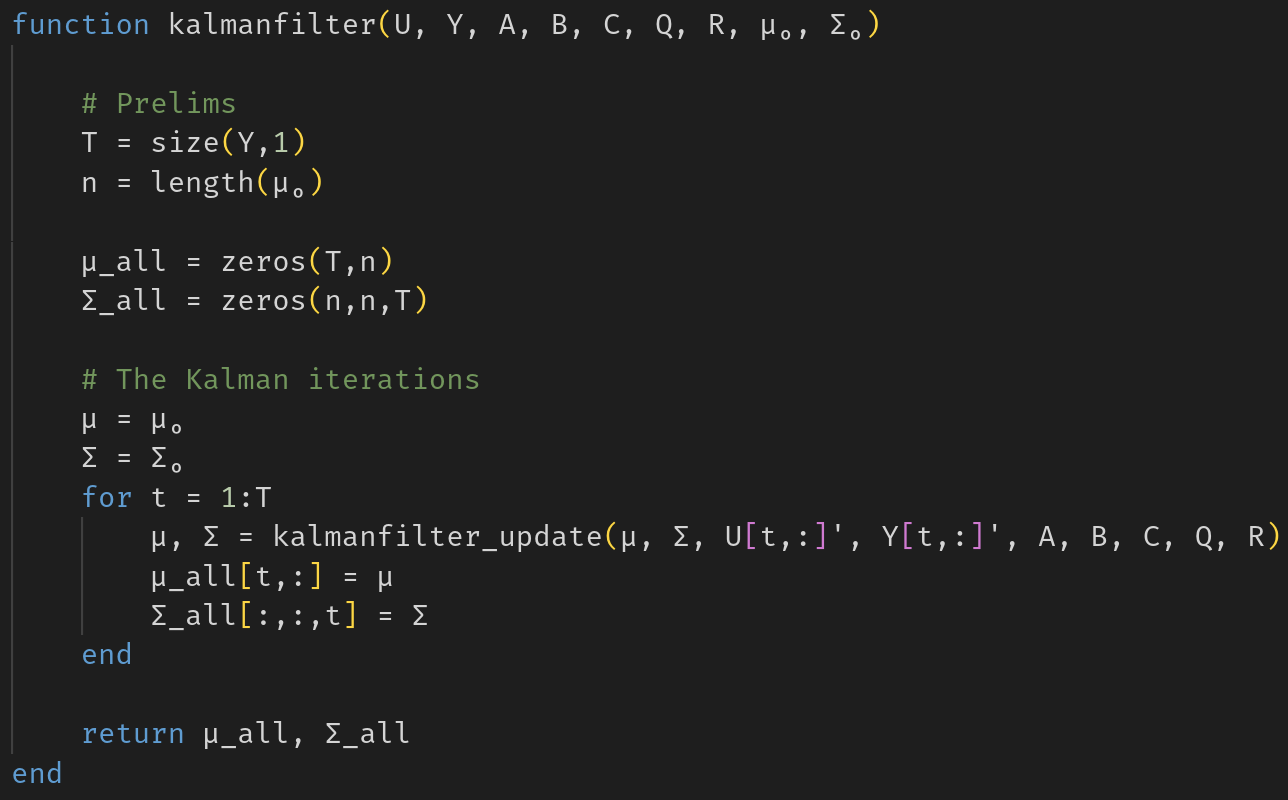 function kalmanfilter(U, Y, A, B, C, Q, R, μₒ, Σₒ)

    # Prelims
    T = size(Y,1)
    n = length(μₒ)

    μ_all = zeros(T,n)
    Σ_all = zeros(n,n,T)

    # The Kalman iterations
    μ = μₒ
    Σ = Σₒ
    for t = 1:T
        μ, Σ = kalmanfilter_update(μ, Σ, U[t,:]', Y[t,:]', A, B, C, Q, R)
        μ_all[t,:] = μ
        Σ_all[:,:,t] = Σ
    end

    return μ_all, Σ_all
end